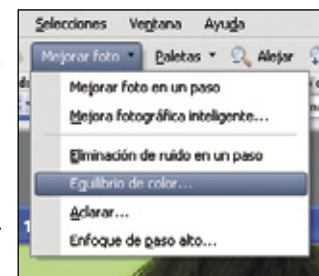 Selecciones Ventana Ayuda
Mejorar foto Paletas Alejar
Mejorar foto en un paso
Mejora fotográfica inteligente...
Eliminación de ruido en un paso
Equilibrio de color...
Aclarar...
Enfoque de paso alto...